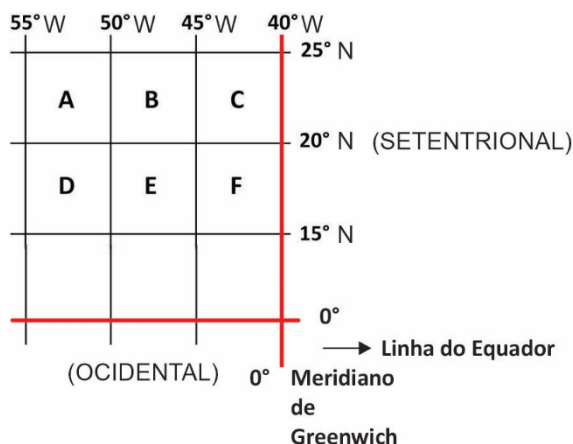 55° W 50° W 45° W 40° W
25° N
A B C
20° N (SETENTRIONAL)
D E F
15° N
0°
Linha do Equador
(OCIDENTAL) 0° Meridiano
de
Greenwich